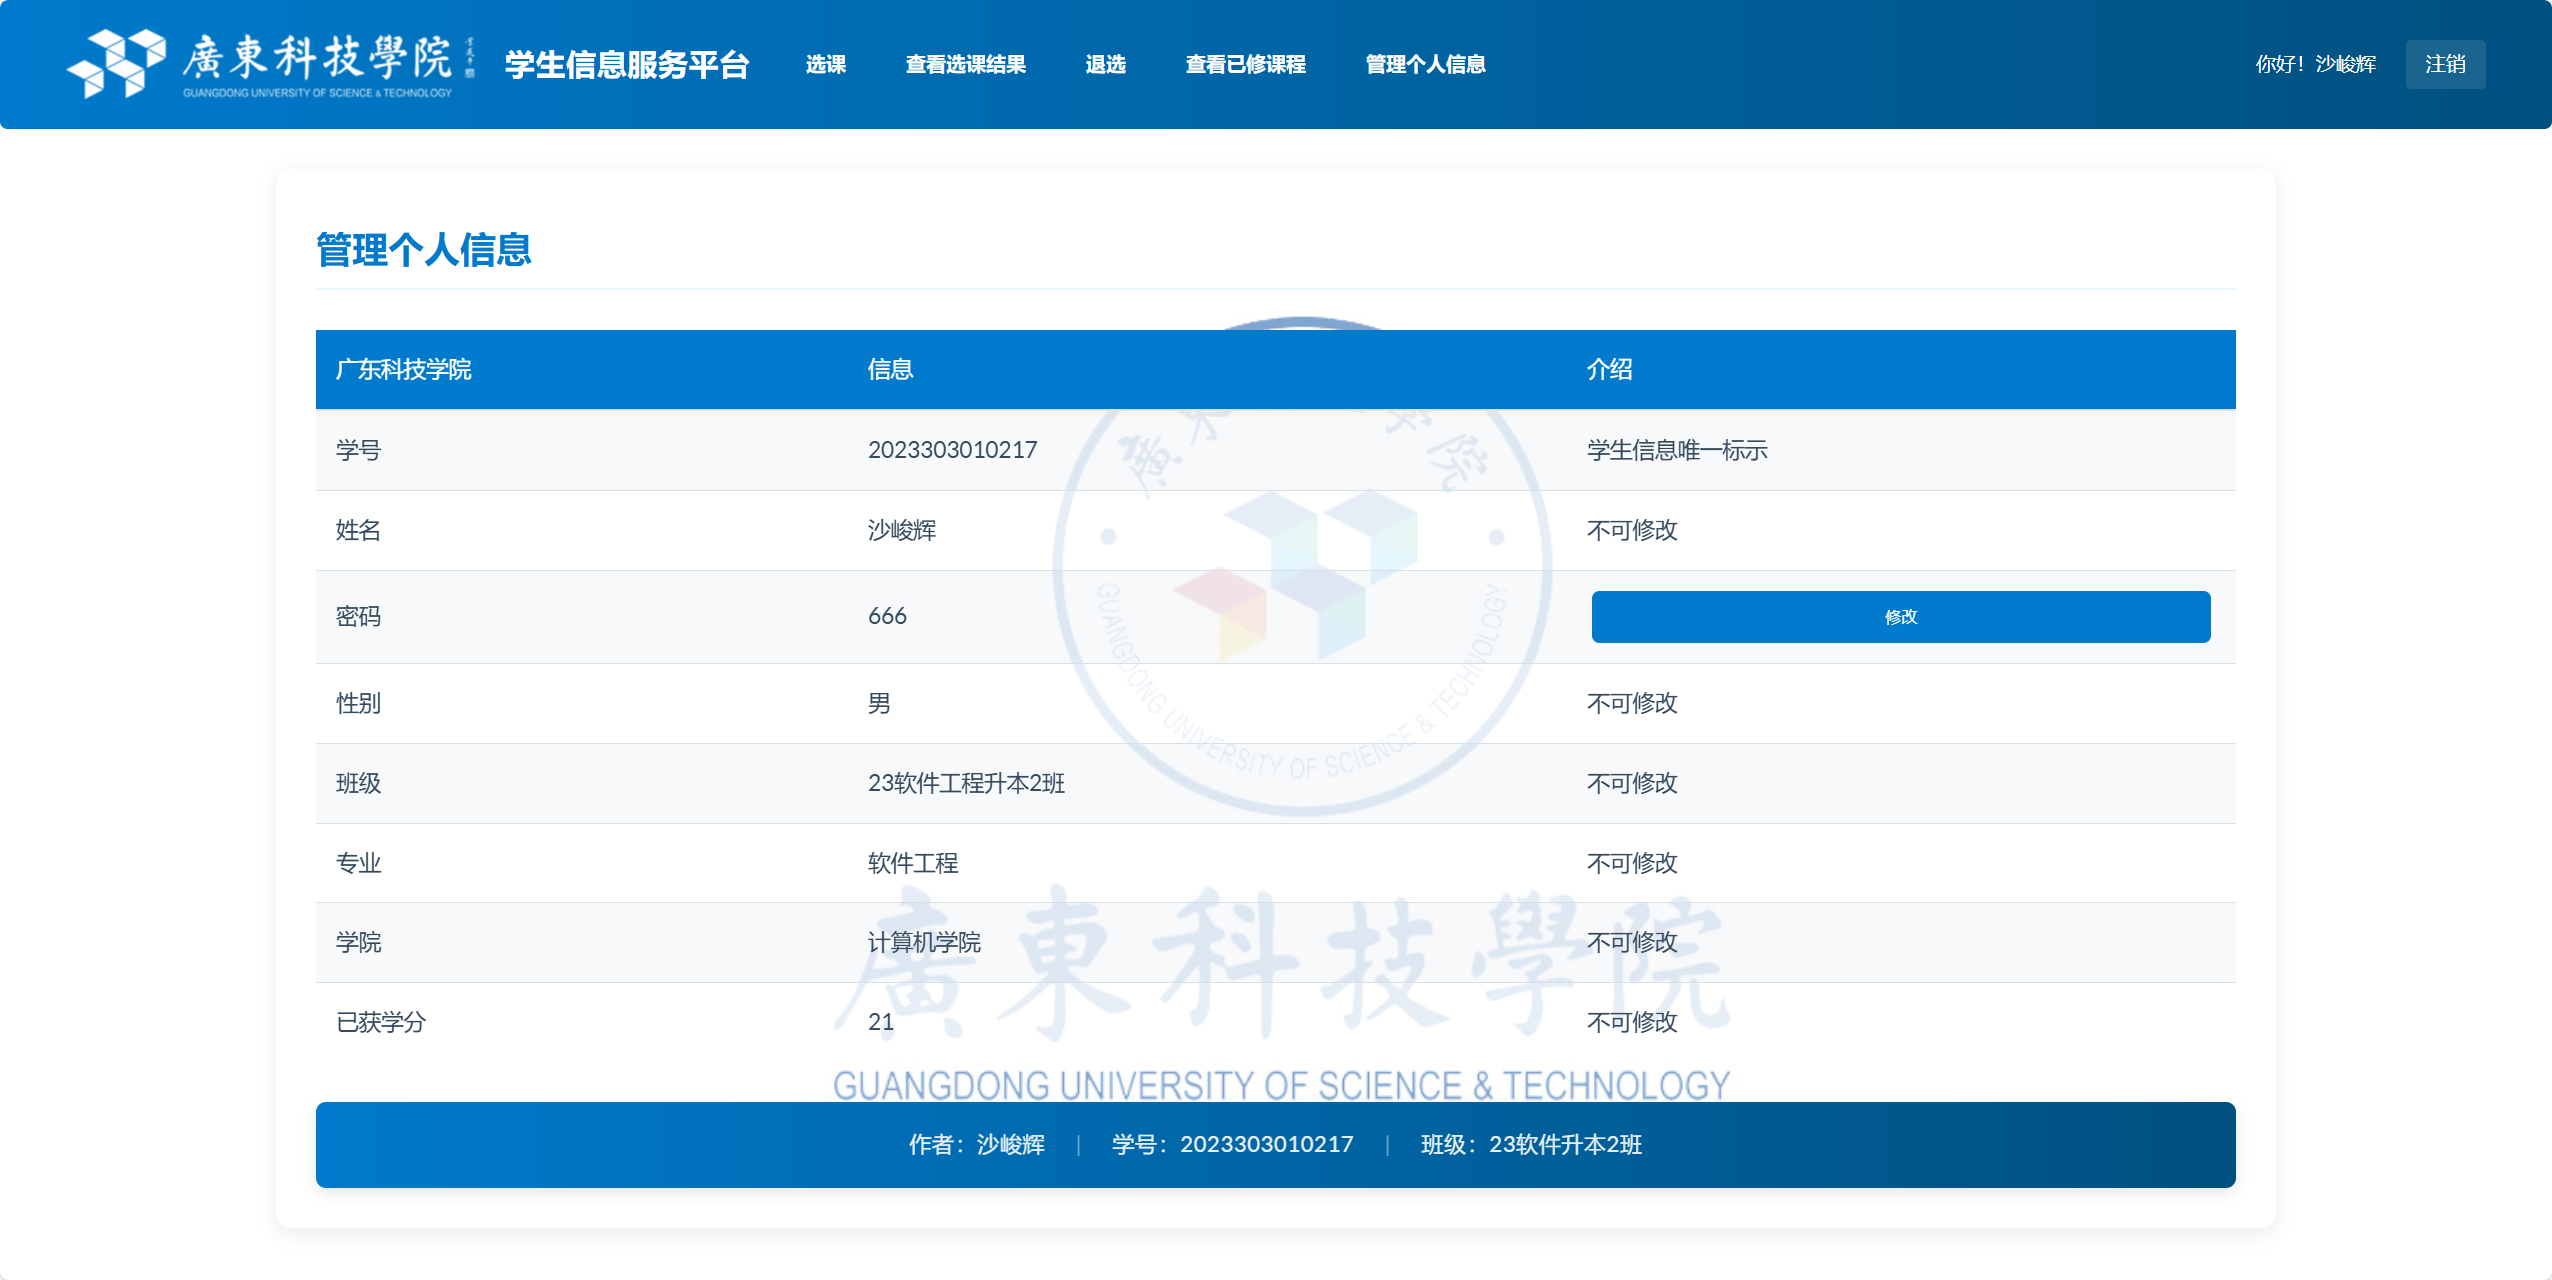 廣東科技學院
GUANGDONG UNIVERSITY OF SCIENCE & TECHNOLOGY
学生信息服务平台 选课 查看选课结果 退选 查看已修课程 管理个人信息 你好！沙峻辉 注销
管理个人信息
广东科技学院 信息 介绍
学号 2023303010217 学生信息唯一标示
姓名 沙峻辉 不可修改
密码 666 修改
性别 男 不可修改
班级 23软件工程升本2班 不可修改
专业 软件工程 不可修改
学院 计算机学院 不可修改
已获学分 21 不可修改
廣東 學院
GUANGDONG UNIVERSITY OF SCIENCE & TECHNOLOGY
廣東科技學院
GUANGDONG UNIVERSITY OF SCIENCE & TECHNOLOGY
作者：沙峻辉 | 学号：2023303010217 | 班级：23软件升本2班